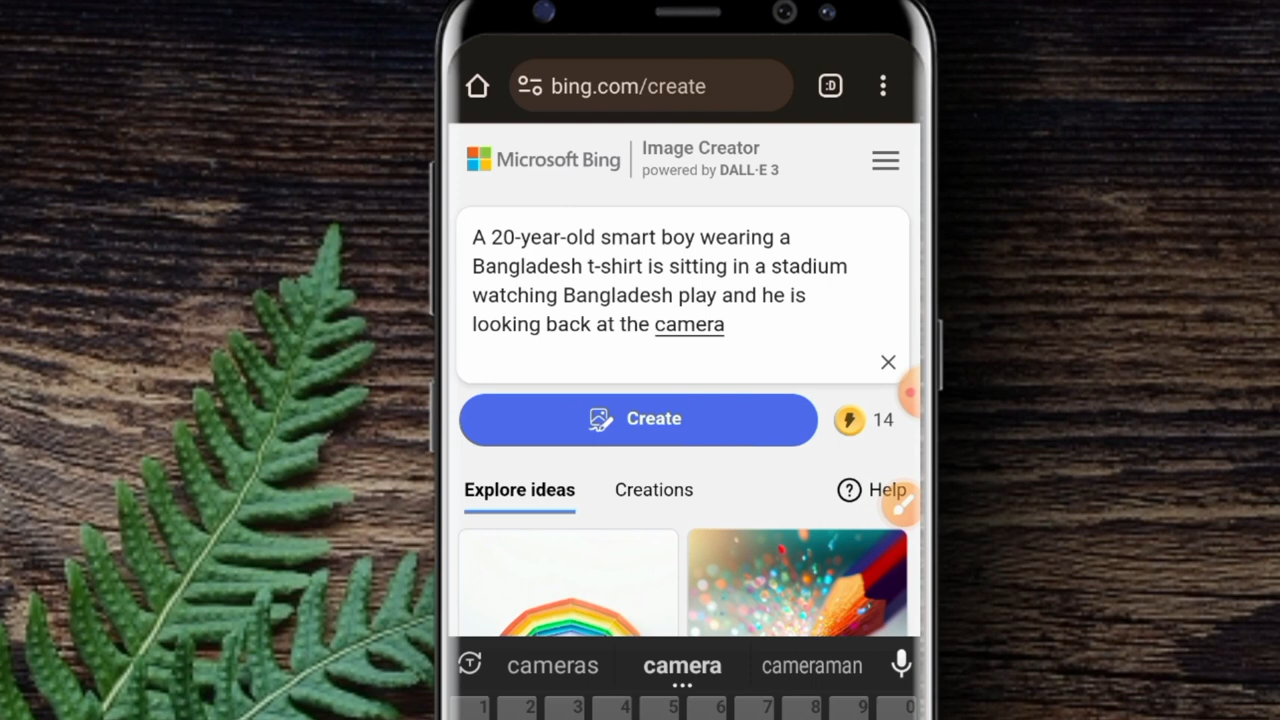 bing.com/create
:D
Microsoft Bing
Image Creator
powered by DALL·E 3
A 20-year-old smart boy wearing a
Bangladesh t-shirt is sitting in a stadium
watching Bangladesh play and he is
looking back at the camera
Create
14
Explore ideas
Creations
? Help
T
cameras
camera
cameraman
1 2 3 4 5 6 7 8 9 0